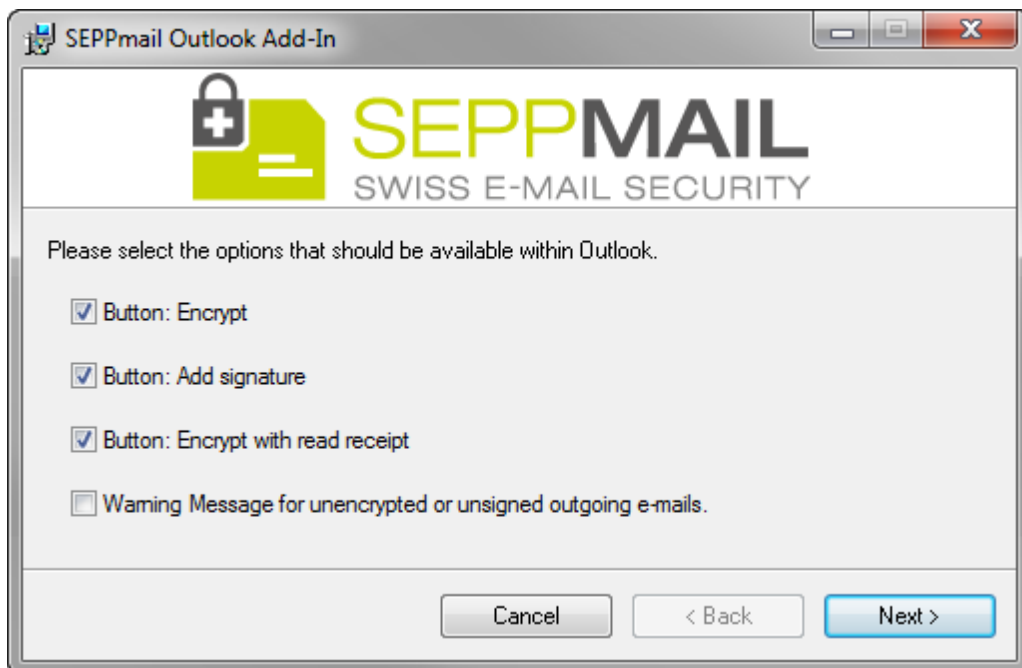 SEPPmail Outlook Add-In
SEPPMAIL
SWISS E-MAIL SECURITY
Please select the options that should be available within Outlook.
Button: Encrypt
Button: Add signature
Button: Encrypt with read receipt
Warning Message for unencrypted or unsigned outgoing e-mails.
Cancel
< Back
Next >